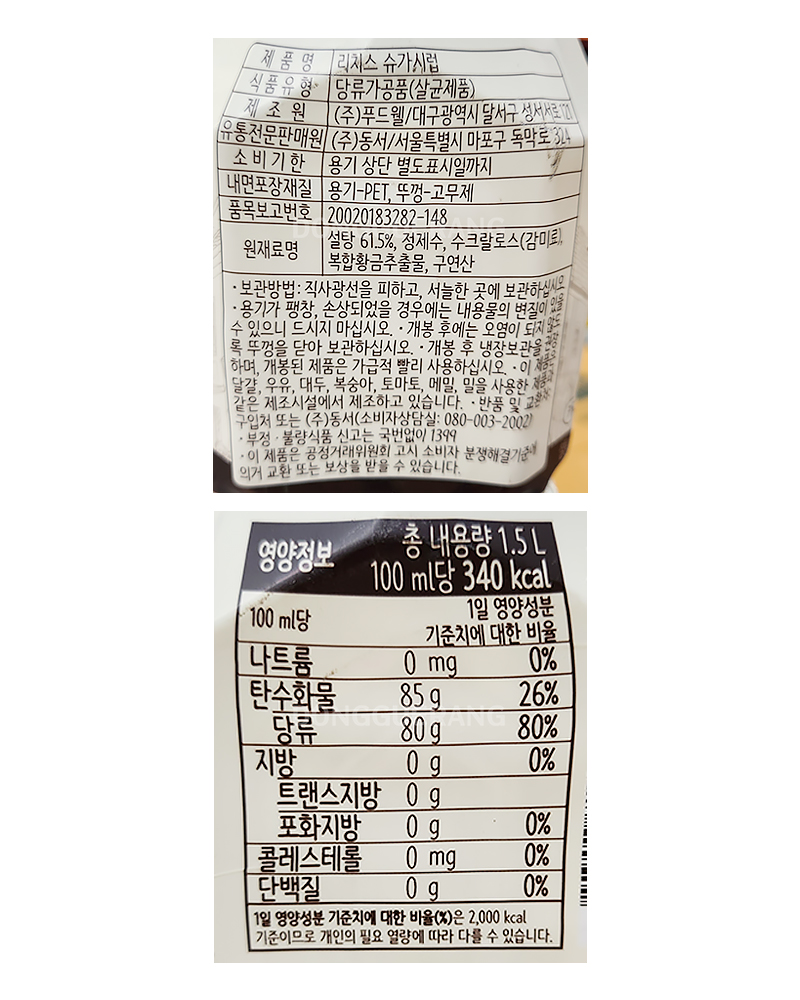 제 품 명 리치스 슈가시럽
식 품 유 형 당류가공품(살균제품)
제 조 원 (주)푸드웰/대구광역시 달서구 성서서로 121
유통전문판매원 (주)동서/서울특별시 마포구 독막로 324
소 비 기 한 용기 상단 별도표시일까지
내면포장재질 용기-PET, 뚜껑-고무제
품목보고번호 20020183282-148
원재료명 설탕 61.5%, 정제수, 수크랄로스(감미료),
복합황금추출물, 구연산
· 보관방법 : 직사광선을 피하고, 서늘한 곳에 보관하십시오.
· 용기가 팽창, 손상되었을 경우에는 내용물의 변질이 있을
수 있으니 드시지 마십시오. · 개봉 후에는 오염이 되지 않도
록 뚜껑을 닫아 보관하십시오. · 개봉 후 냉장보관을 권장
하며, 개봉된 제품은 가급적 빨리 사용하십시오. · 이 제품은
달걀, 우유, 대두, 복숭아, 토마토, 메밀, 밀을 사용한 제품과
같은 제조시설에서 제조하고 있습니다. · 반품 및 교환
구입처 또는 (주)동서(소비자상담실: 080-003-2002)
· 부정 · 불량식품 신고는 국번없이 1399
· 이 제품은 공정거래위원회 고시 소비자 분쟁해결기준에
의거 교환 또는 보상을 받을 수 있습니다.
영양정보 총 내용량 1.5 L
100 ml당 340 kcal
100 ml당 1일 영양성분
기준치에 대한 비율
나트륨 0 mg 0%
탄수화물 85 g 26%
당류 80 g 80%
지방 0 g 0%
트랜스지방 0 g
포화지방 0 g 0%
콜레스테롤 0 mg 0%
단백질 0 g 0%
1일 영양성분 기준치에 대한 비율(%)은 2,000 kcal
기준이므로 개인의 필요 열량에 따라 다를 수 있습니다.